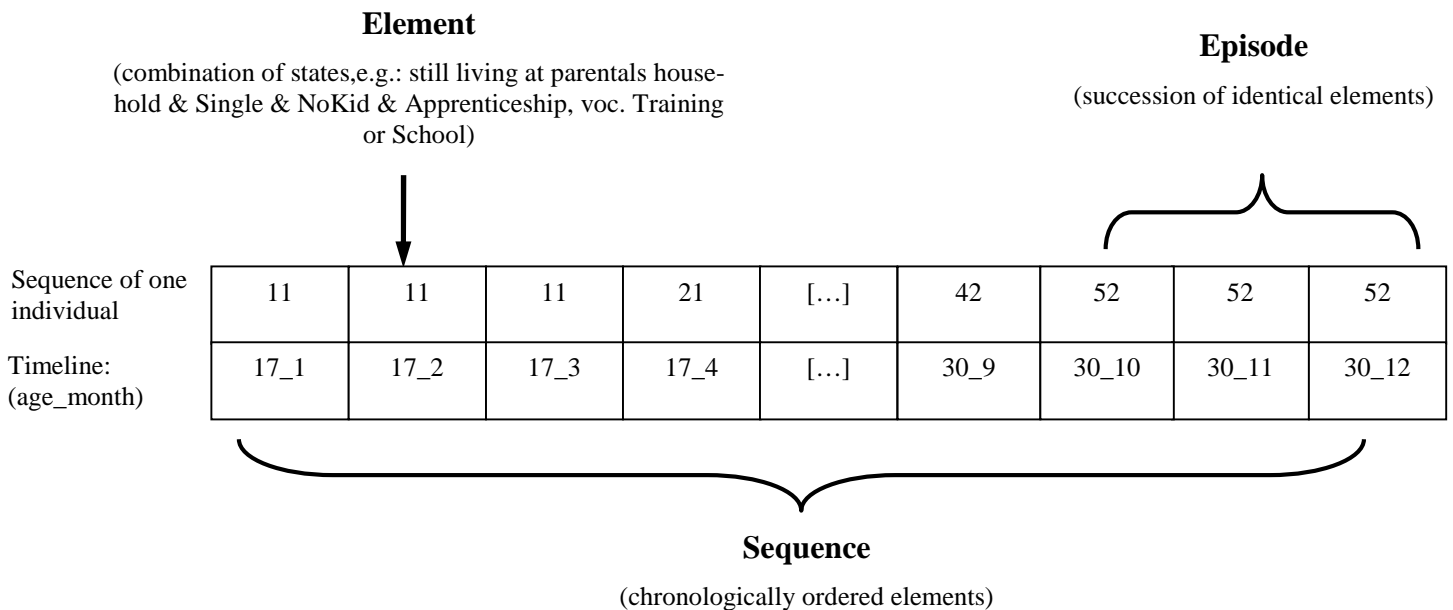 Element
(combination of states,e.g.: still living at parentals house-
hold & Single & NoKid & Apprenticeship, voc. Training
or School)
Episode
(succession of identical elements)
Sequence of one
individual
11 11 11 21 […] 42 52 52 52
Timeline:
(age_month)
17_1 17_2 17_3 17_4 […] 30_9 30_10 30_11 30_12
Sequence
(chronologically ordered elements)